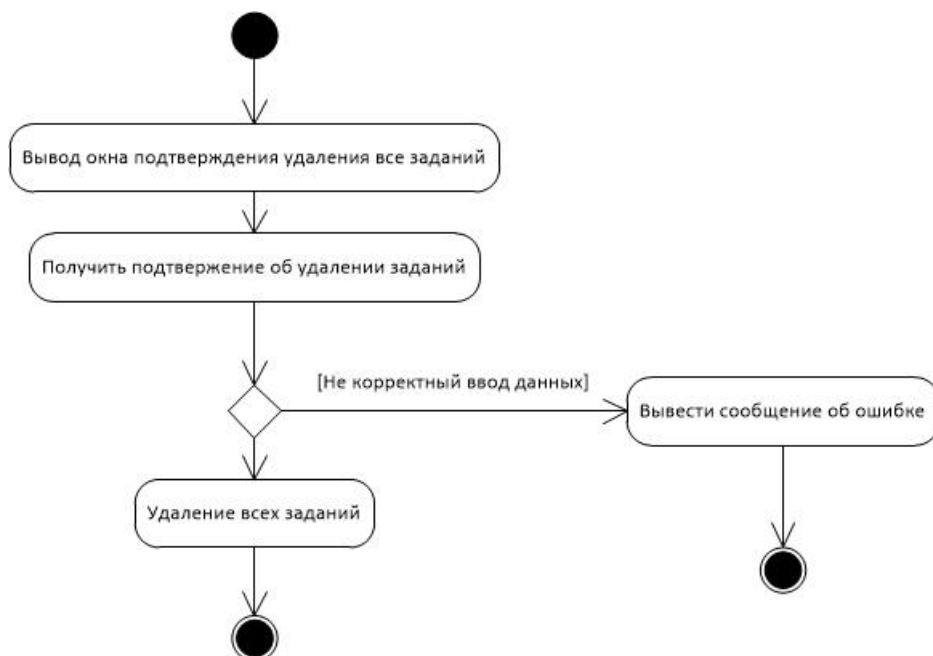 Вывод окна подтверждения удаления все заданий
Получить подтвержение об удалении заданий
[Не корректный ввод данных]
Вывести сообщение об ошибке
Удаление всех заданий